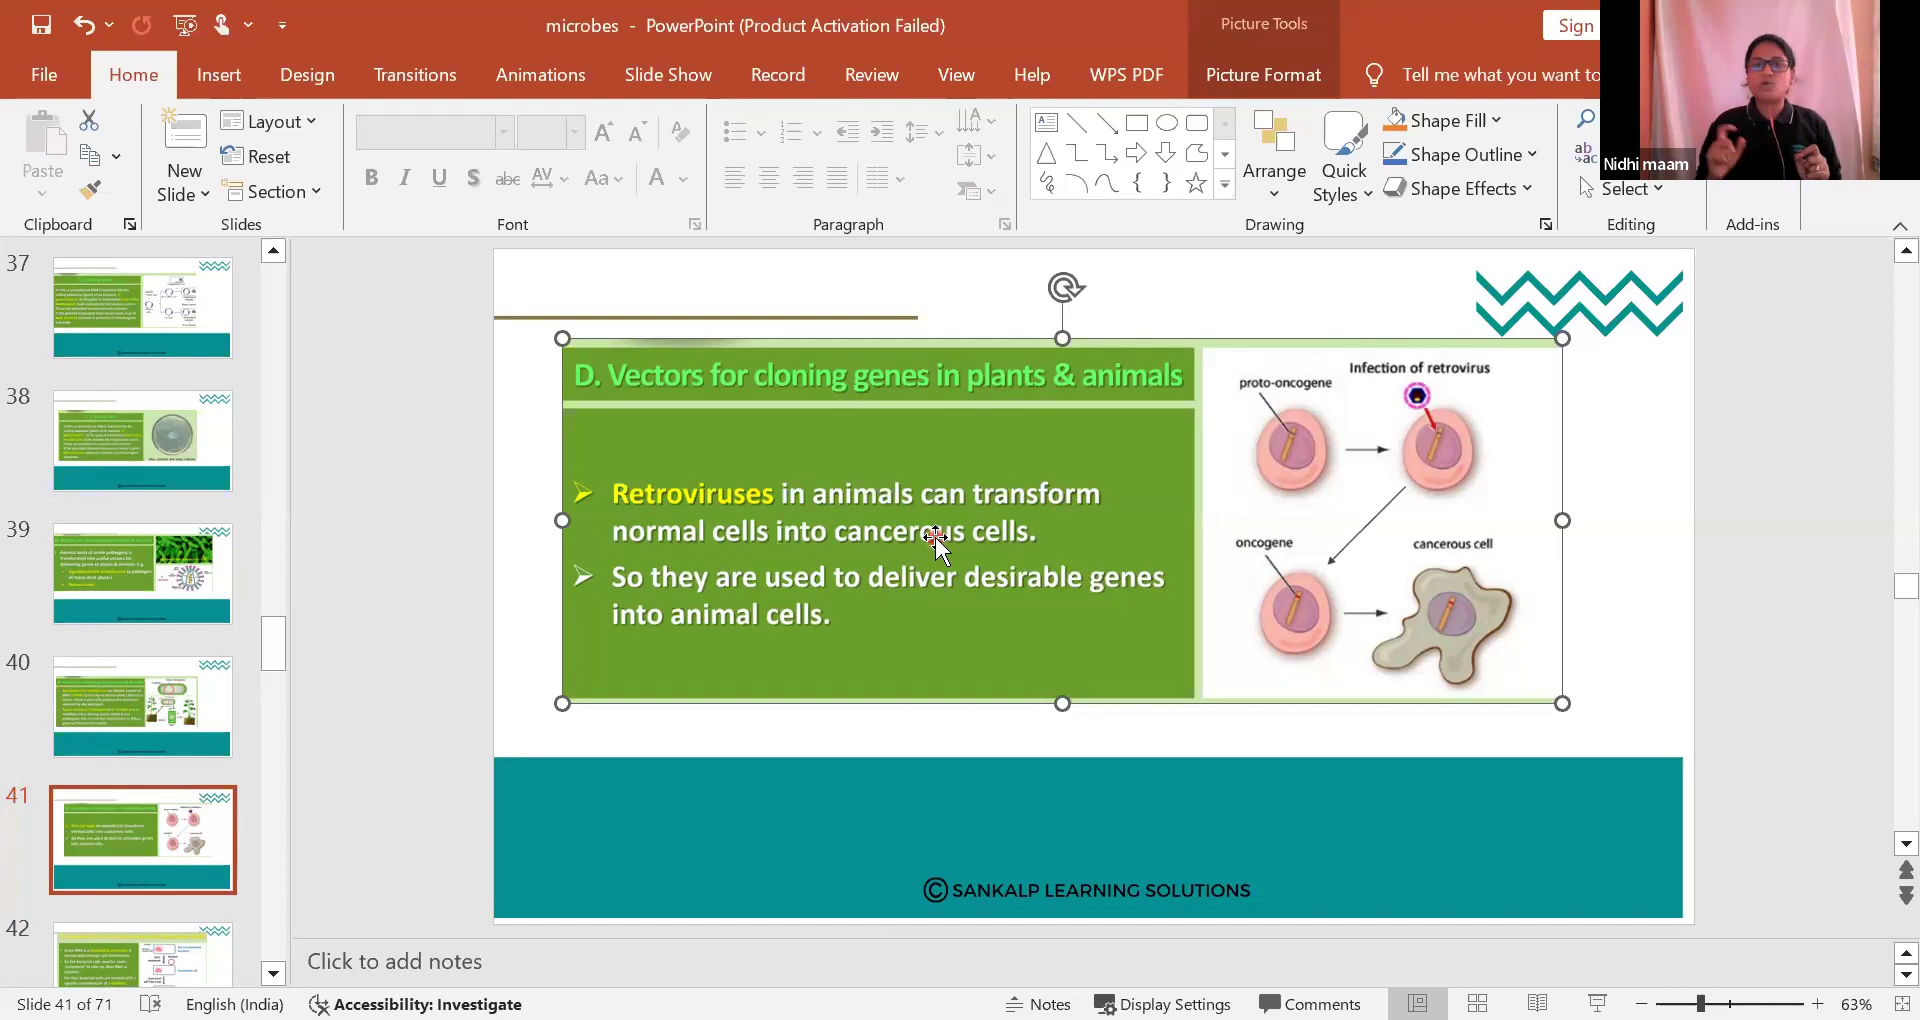 microbes - PowerPoint (Product Activation Failed)
Picture Tools
Sign
File Home Insert Design Transitions Animations Slide Show Record Review View Help WPS PDF Picture Format Tell me what you want to
Nidhi maam
Paste
New
Slide
Layout
Reset
Section
B I U S abc AV Aa A
Arrange
Quick
Styles
Shape Fill
Shape Outline
Shape Effects
Select
Clipboard Slides Font Paragraph Drawing Editing Add-ins
37
38
39
40
41
42
D. Vectors for cloning genes in plants & animals
Retroviruses in animals can transform
normal cells into cancerous cells.
So they are used to deliver desirable genes
into animal cells.
Infection of retrovirus
proto-oncogene
oncogene
cancerous cell
© SANKALP LEARNING SOLUTIONS
Click to add notes
Slide 41 of 71 English (India) Accessibility: Investigate Notes Display Settings Comments 63%